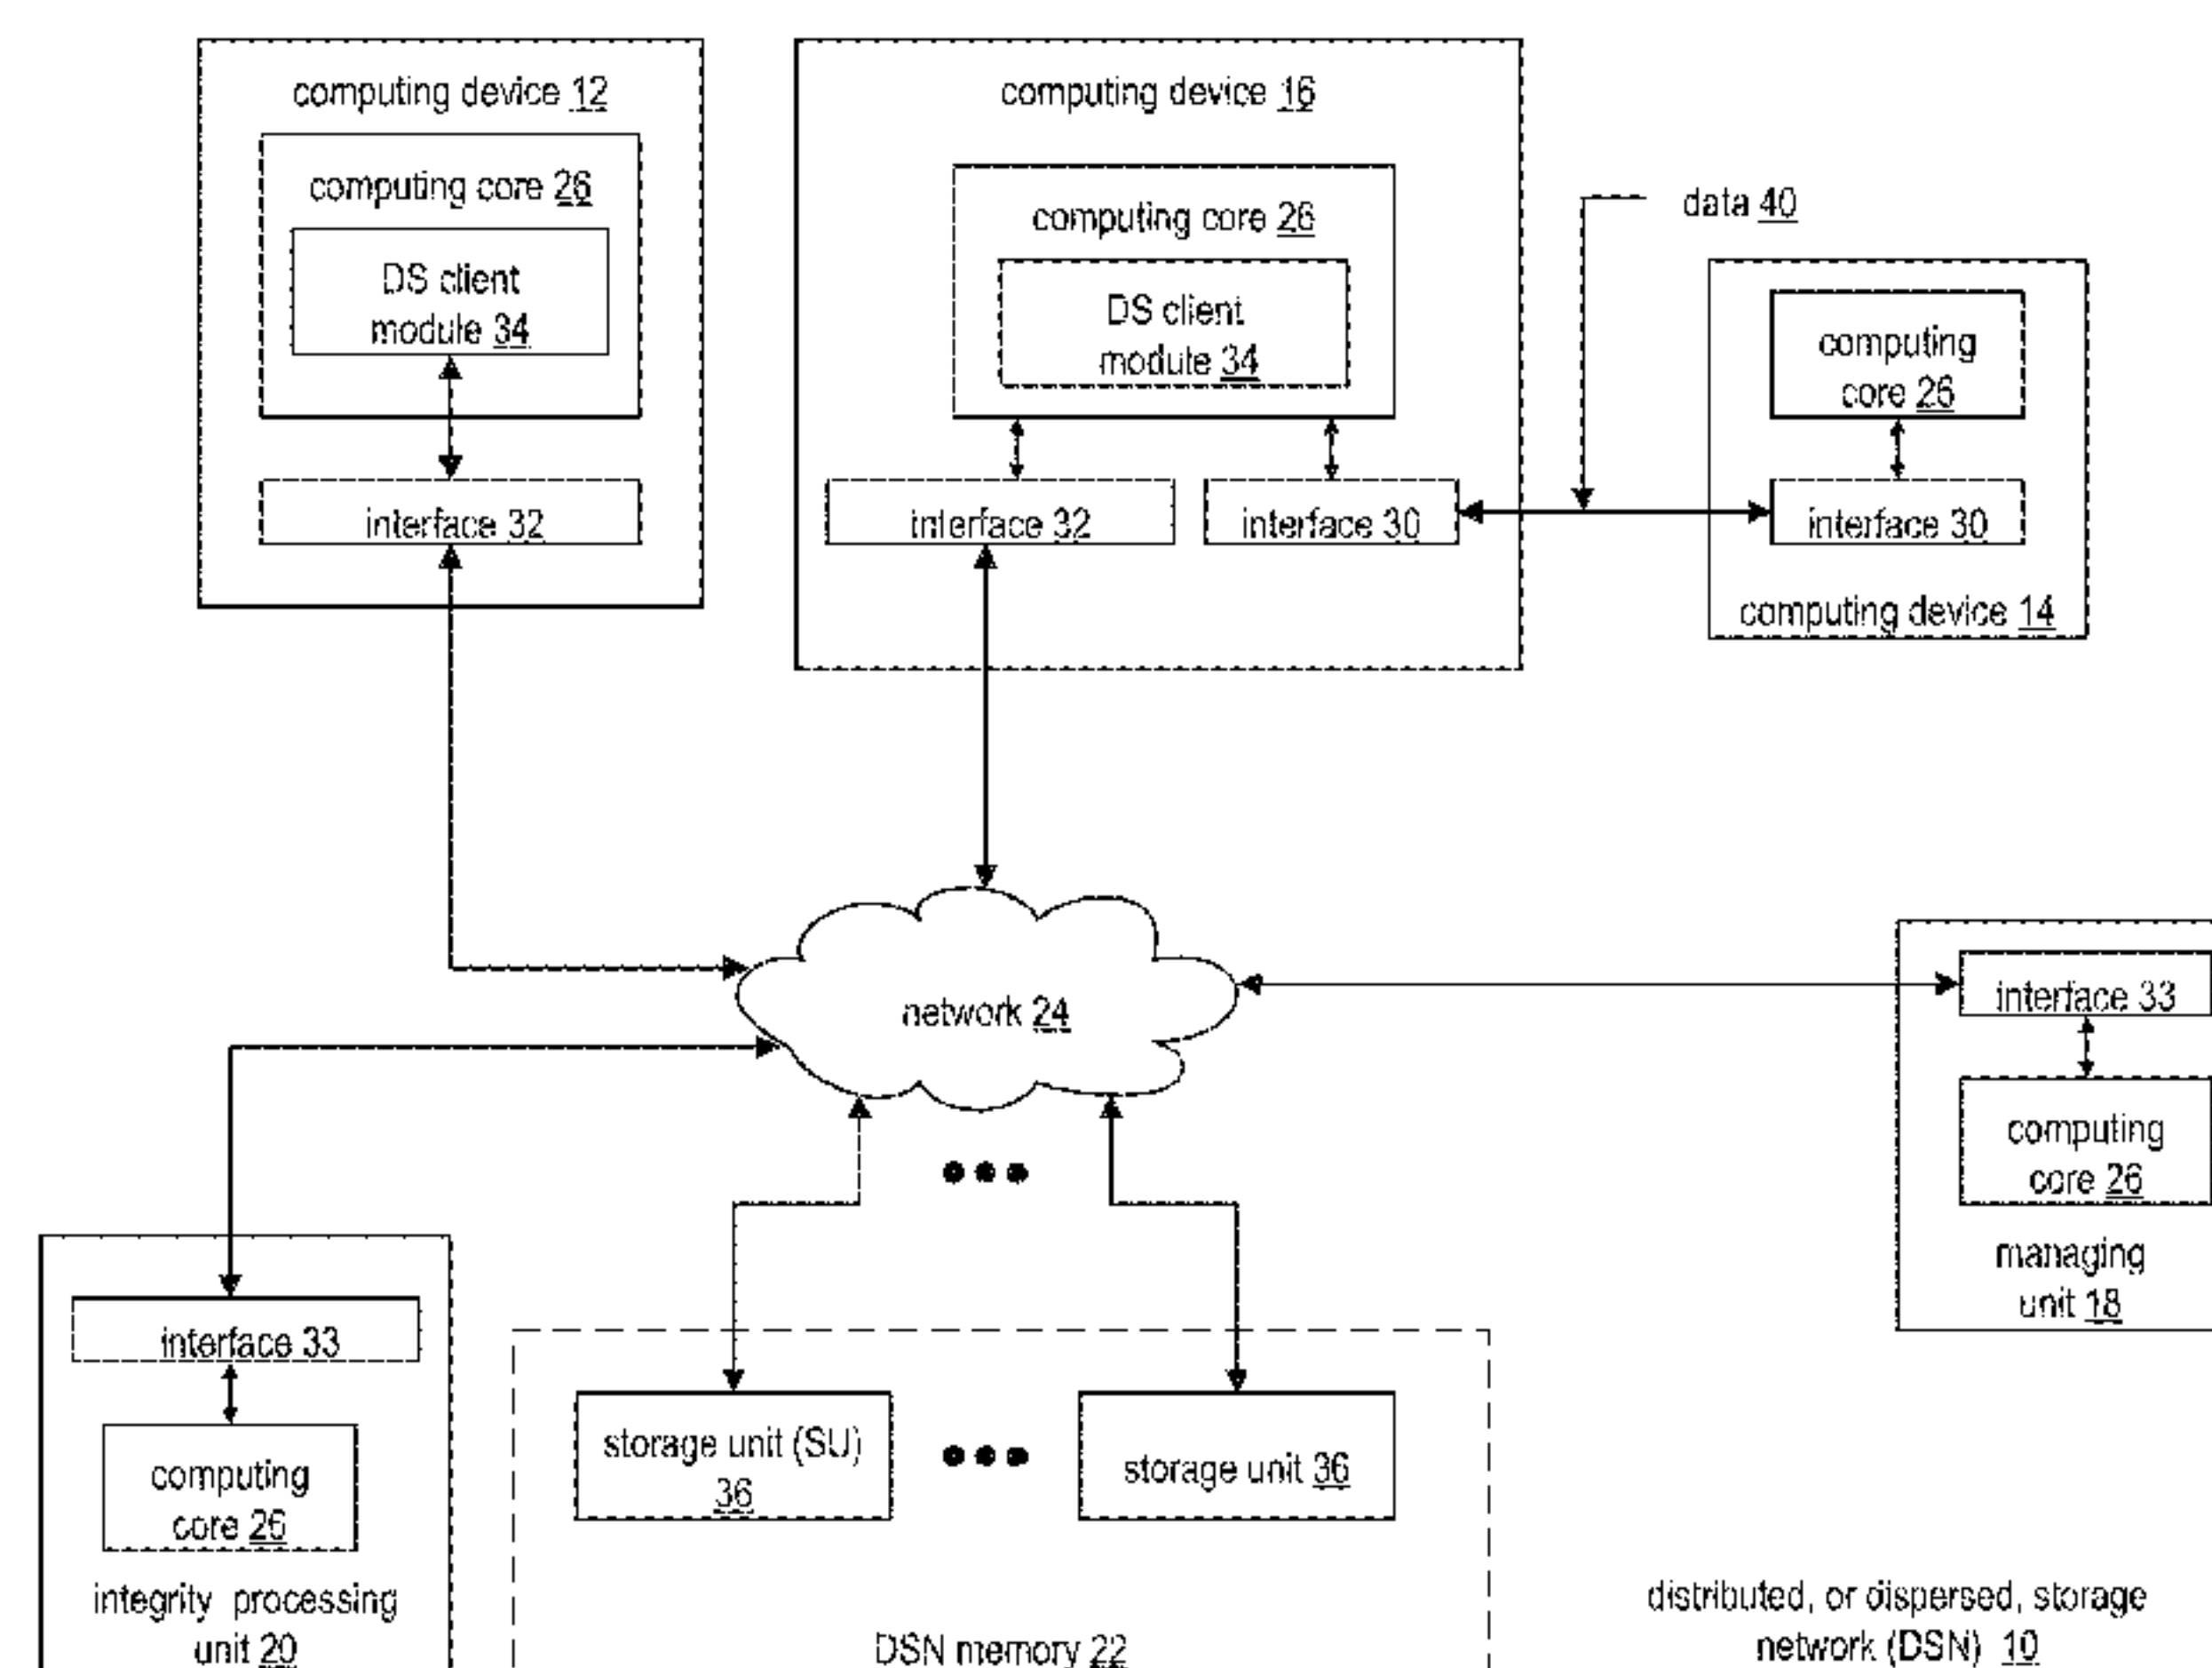 computing device 12
computing core 26
DS client
module 34
interface 32
computing device 16
computing core 26
DS client
module 34
interface 32
interface 30
data 40
computing
core 26
interface 30
computing device 14
network 24
interface 33
computing
core 26
managing
unit 18
interface 33
computing
core 26
integrity processing
unit 20
storage unit (SU)
36
storage unit 36
DSN memory 22
distributed, or dispersed, storage
network (DSN) 10